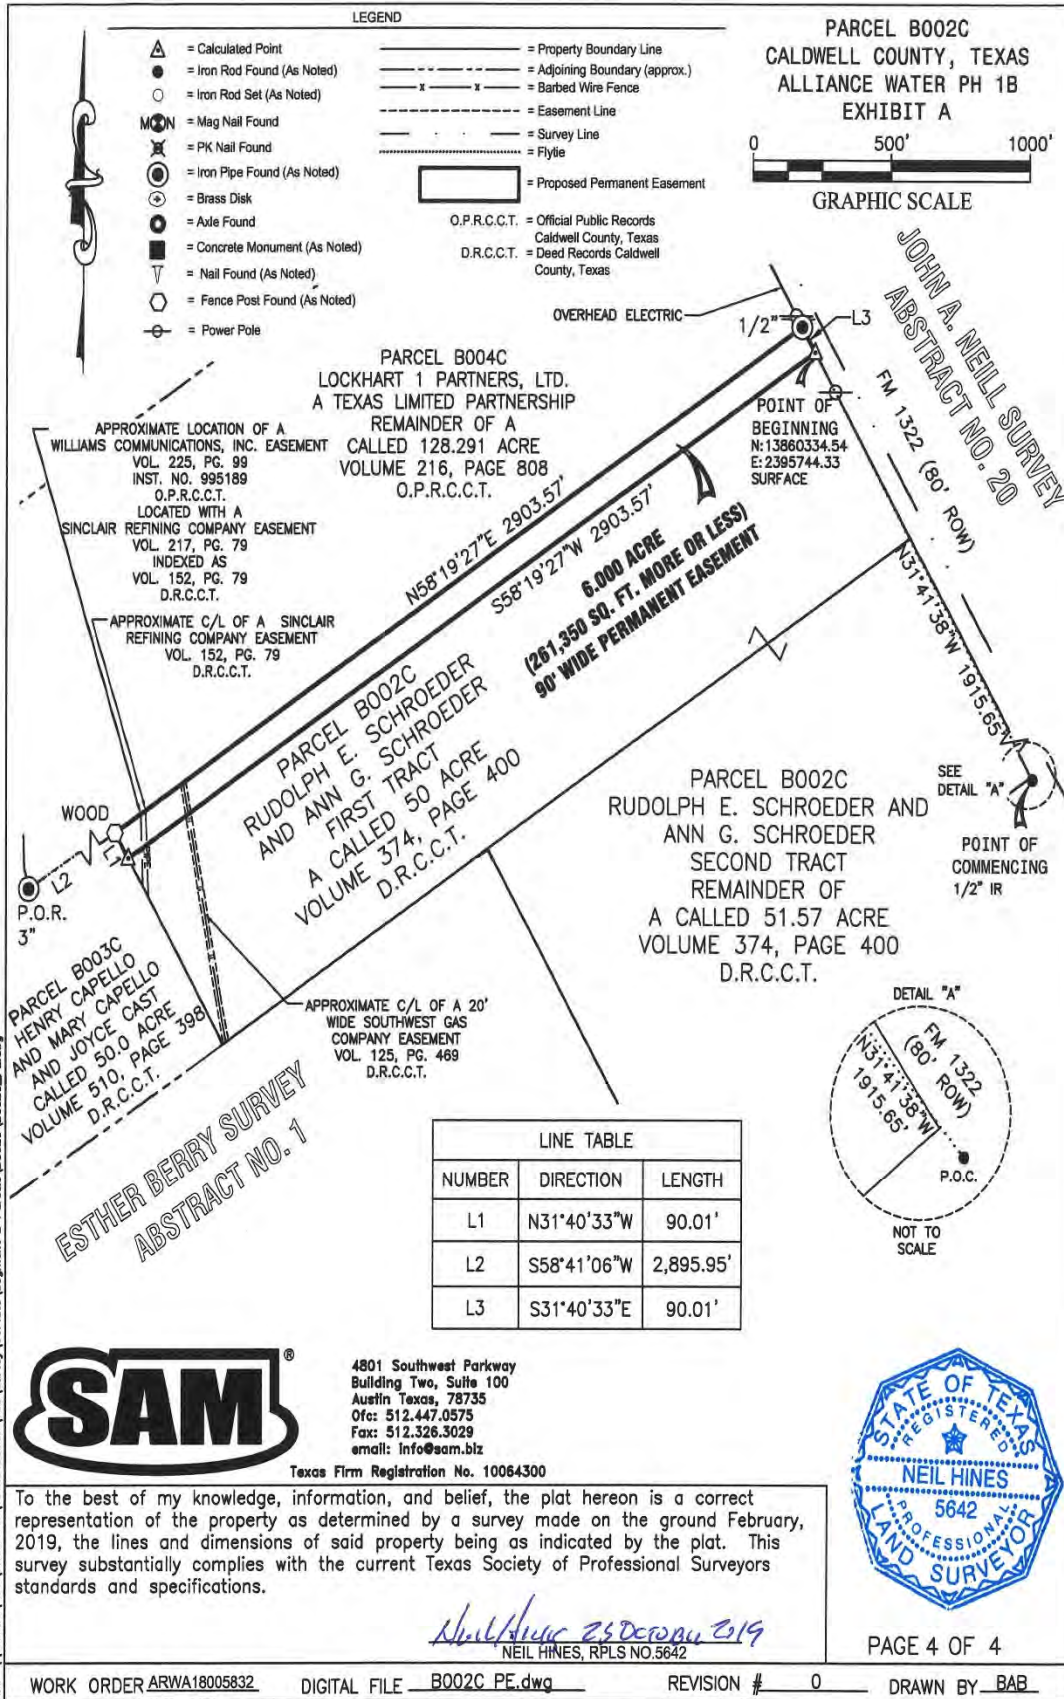 LEGEND
= Calculated Point
= Iron Rod Found (As Noted)
= Iron Rod Set (As Noted)
M N = Mag Nail Found
= PK Nail Found
= Iron Pipe Found (As Noted)
= Brass Disk
= Axle Found
= Concrete Monument (As Noted)
= Nail Found (As Noted)
= Fence Post Found (As Noted)
= Power Pole
= Property Boundary Line
= Adjoining Boundary (approx.)
x x = Barbed Wire Fence
= Easement Line
= Survey Line
= Flytie
= Proposed Permanent Easement
O.P.R.C.C.T. = Official Public Records
Caldwell County, Texas
D.R.C.C.T. = Deed Records Caldwell
County, Texas
PARCEL B002C
CALDWELL COUNTY, TEXAS
ALLIANCE WATER PH 1B
EXHIBIT A
0 500' 1000'
GRAPHIC SCALE
JOHN A. NEILL SURVEY
ABSTRACT NO. 20
OVERHEAD ELECTRIC
1/2"
L3
FM 1322 (80' ROW)
POINT OF
BEGINNING
N:13860334.54
E:2395744.33
SURFACE
PARCEL B004C
LOCKHART 1 PARTNERS, LTD.
A TEXAS LIMITED PARTNERSHIP
REMAINDER OF A
CALLED 128.291 ACRE
VOLUME 216, PAGE 808
O.P.R.C.C.T.
APPROXIMATE LOCATION OF A
WILLIAMS COMMUNICATIONS, INC. EASEMENT
VOL. 225, PG. 99
INST. NO. 995189
O.P.R.C.C.T.
LOCATED WITH A
SINCLAIR REFINING COMPANY EASEMENT
VOL. 217, PG. 79
INDEXED AS
VOL. 152, PG. 79
D.R.C.C.T.
APPROXIMATE C/L OF A SINCLAIR
REFINING COMPANY EASEMENT
VOL. 152, PG. 79
D.R.C.C.T.
N58°19'27"E 2903.57'
S58°19'27"W 2903.57'
6.000 ACRE
(261,350 SQ. FT. MORE OR LESS)
90' WIDE PERMANENT EASEMENT
N31°41'38"W 1915.65'
PARCEL B002C
RUDOLPH E. SCHROEDER
AND ANN G. SCHROEDER
FIRST TRACT
A CALLED 50 ACRE
VOLUME 374, PAGE 400
D.R.C.C.T.
WOOD
L1
L2
P.O.R.
3"
SEE
DETAIL "A"
POINT OF
COMMENCING
1/2" IR
PARCEL B002C
RUDOLPH E. SCHROEDER AND
ANN G. SCHROEDER
SECOND TRACT
REMAINDER OF
A CALLED 51.57 ACRE
VOLUME 374, PAGE 400
D.R.C.C.T.
PARCEL B003C
HENRY CAPELLO
AND MARY CAPELLO
AND JOYCE CAST
CALLED 50.0 ACRE
VOLUME 510, PAGE 398
D.R.C.C.T.
APPROXIMATE C/L OF A 20'
WIDE SOUTHWEST GAS
COMPANY EASEMENT
VOL. 125, PG. 469
D.R.C.C.T.
ESTHER BERRY SURVEY
ABSTRACT NO. 1
DETAIL "A"
FM 1322
(80' ROW)
N31°41'38"W
1915.65'
P.O.C.
NOT TO
SCALE
LINE TABLE
NUMBER DIRECTION LENGTH
L1 N31°40'33"W 90.01'
L2 S58°41'06"W 2,895.95'
L3 S31°40'33"E 90.01'
SAM®
4801 Southwest Parkway
Building Two, Suite 100
Austin Texas, 78735
Ofc: 512.447.0575
Fax: 512.326.3029
email: info@sam.biz
Texas Firm Registration No. 10064300
STATE OF TEXAS
REGISTERED
NEIL HINES
5642
PROFESSIONAL
LAND SURVEYOR
To the best of my knowledge, information, and belief, the plat hereon is a correct
representation of the property as determined by a survey made on the ground February,
2019, the lines and dimensions of said property being as indicated by the plat. This
survey substantially complies with the current Texas Society of Professional Surveyors
standards and specifications.
Neil Hines 25 October 2019
NEIL HINES, RPLS NO.5642
PAGE 4 OF 4
WORK ORDER ARWA18005832 DIGITAL FILE B002C PE.dwg REVISION # 0 DRAWN BY BAB